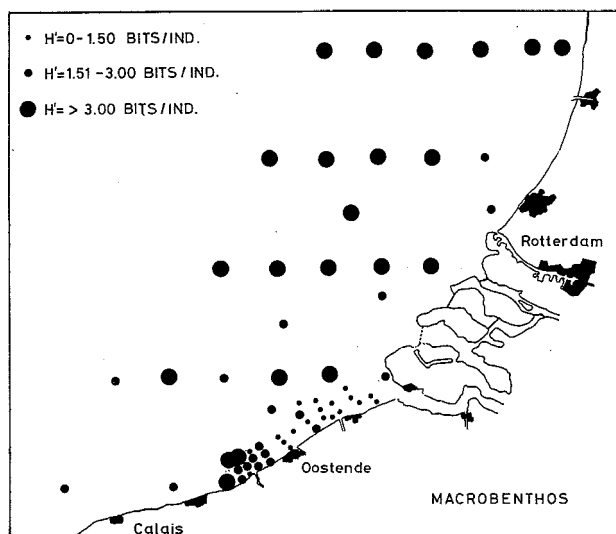 H'=0-1.50 BITS/IND.
H'=1.51-3.00 BITS/IND.
H'= > 3.00 BITS/IND.
Rotterdam
Oostende
MACROBENTHOS
Calais